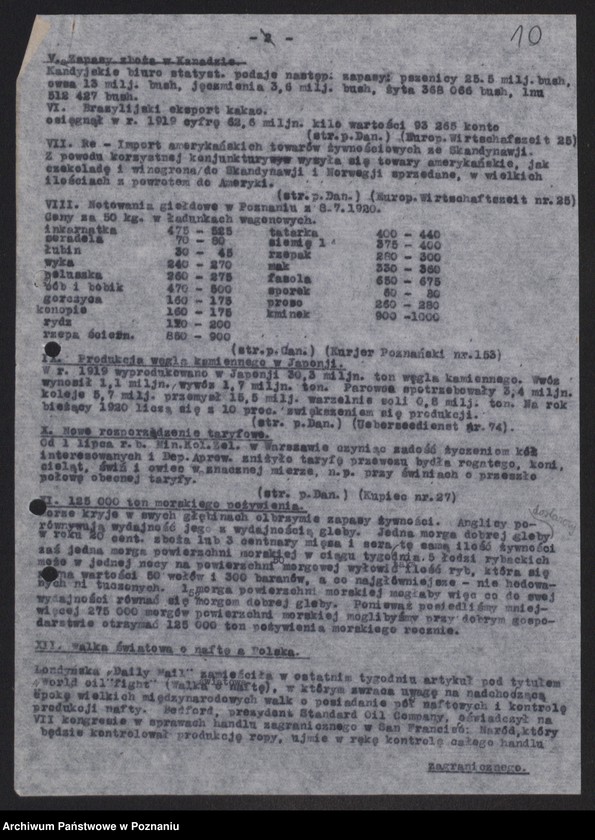 - 2 -
10
V. Zapasy zboża w Kanadzie.
Kandyjskie biuro statyst. podaje następ. zapasy: pszenicy 25.5 milj. bush,
owsa 13 milj. bush, jęczmienia 3,6 milj. bush, żyta 368 066 bush, lnu
512 427 bush.
VI. Brazylijski eksport kakao.
osięgnął w r. 1919 cyfrę 62,6 miljn. kilo wartości 93 265 konto
(str.p.Dan.) (Europ.Wirtschafszeit 25)
VII. Re - Import amerykańskich towarów żywnościowych ze Skandynawji.
Z powodu korzystnej konjunktury wysyła się towary amerykańskie, jak
czekoladę i winogrona/do Skandynawji i Norwegji sprzedane, w wielkich
ilościach z powrotem do Ameryki.
(str.p.Dan.) (Europ.Wirtschaftszeit nr.25)
VIII. Notowania giełdowe w Poznaniu z 8.7.1920.
Ceny za 50 kg. w ładunkach wagonowych.
inkarnatka 475 - 525 tatarka 400 - 440
seradela 70 - 80 siemię l 375 - 400
łubin 30 - 45 rzepak 280 - 300
wyka 240 - 270 mak 330 - 360
peluszka 260 - 275 fasola 650 - 675
bób i bobik 470 - 500 sporek 60 - 80
gorczyca 160 - 175 proso 260 - 280
konopie 160 - 175 kminek 900 -1000
rydz - 200
rzepa ściern. 850 - 900
(str.p.dan.) (Kurjer Poznański nr.153)
IX. Produkcja węgla kamiennego w Japonji.
W r. 1919 wyprodukowano w Japonji 30,3 miljn. ton węgla kamiennego. Wwóz
wynosił 1,1 miljn. wywóz 1,7 miljn. ton. Parowce spotrzebowały 3,4 miljn.
koleje 5,7 milj. przemysł 15,5 milj. warzelnie soli 0,8 milj. ton. Na rok
bieżący 1920 liczą się z 10 proc. zwiększeniem się produkcji.
(str. p.Dan.) (Ueberseedienst nr.74).
X. Nowe rozporządzenie taryfowe.
Od 1 lipca r.b. Min.Kol.Żel. w Warszawie czyniąc zadość życzeniom kół
interesowanych i Dep.Aprow. zniżyło taryfę przewozu bydła rogatego, koni,
cieląt, świń i owiec w znacznej mierze, n.p. przy świniach o przeszło
połowę obecnej taryfy.
(str. p.Dan.) (Kupiec nr.27)
XI. 125 000 ton morskiego pożywienia.
Morze kryje w swych głębinach olbrzymie zapasy żywności. Anglicy po-
równywują wydajność jego z wydajnością gleby. Jedna morga dobrej gleby
w roku 20 cent. zboża lub 3 centnary mięsa i sera, tę samą ilość żywności
zaś jedna morga powierzchni morskiej w ciągu tygodnia. 5 łodzi rybackich
może w jednej nocy na powierzchni 50 morgowej wyłowić ilość ryb, która się
równa wartości 50 wołów i 300 baranów, a co najgłówniejsze - nie hodowa-
nych ni tuczonych. 1 morga powierzchni morskiej mogłaby więc co do swej
wydajności równać się morgom dobrej gleby. Ponieważ posiedliśmy mniej-
więcej 275 000 morgów powierzchni morskiej moglibyśmy przy dobrym gospo-
darstwie otrzymać 125 000 ton pożywienia morskiego rocznie.
XII. Walka światowa o naftę a Polska.
Londyńska "Daily Mail" zamieściła w ostatnim tygodniu artykuł pod tytułem
"World oil fight" (Walka o naftę), w którym zwraca uwagę na nadchodzącą
epokę wielkich międzynarodowych walk o posiadanie pól naftowych i kontrolę
produkcji nafty. Bedford, prezydent Standard Oil Company, oświadczył na
VII kongresie w sprawach handlu zagranicznego w San Franciso: Naród,który
będzie kontrolował produkcję ropy, ujmie w rękę kontrolę całego handlu
zagranicznego.
Archiwum Państwowe w Poznaniu